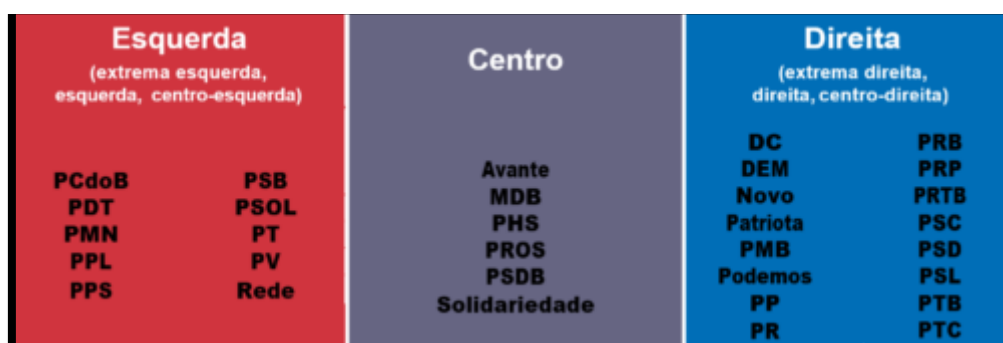 Esquerda
(extrema esquerda,
esquerda, centro-esquerda)
PCdoB PSB
PDT PSOL
PMN PT
PPL PV
PPS Rede
Centro
Avante
MDB
PHS
PROS
PSDB
Solidariedade
Direita
(extrema direita,
direita, centro-direita)
DC PRB
DEM PRP
Novo PRTB
Patriota PSC
PMB PSD
Podemos PSL
PP PTB
PR PTC